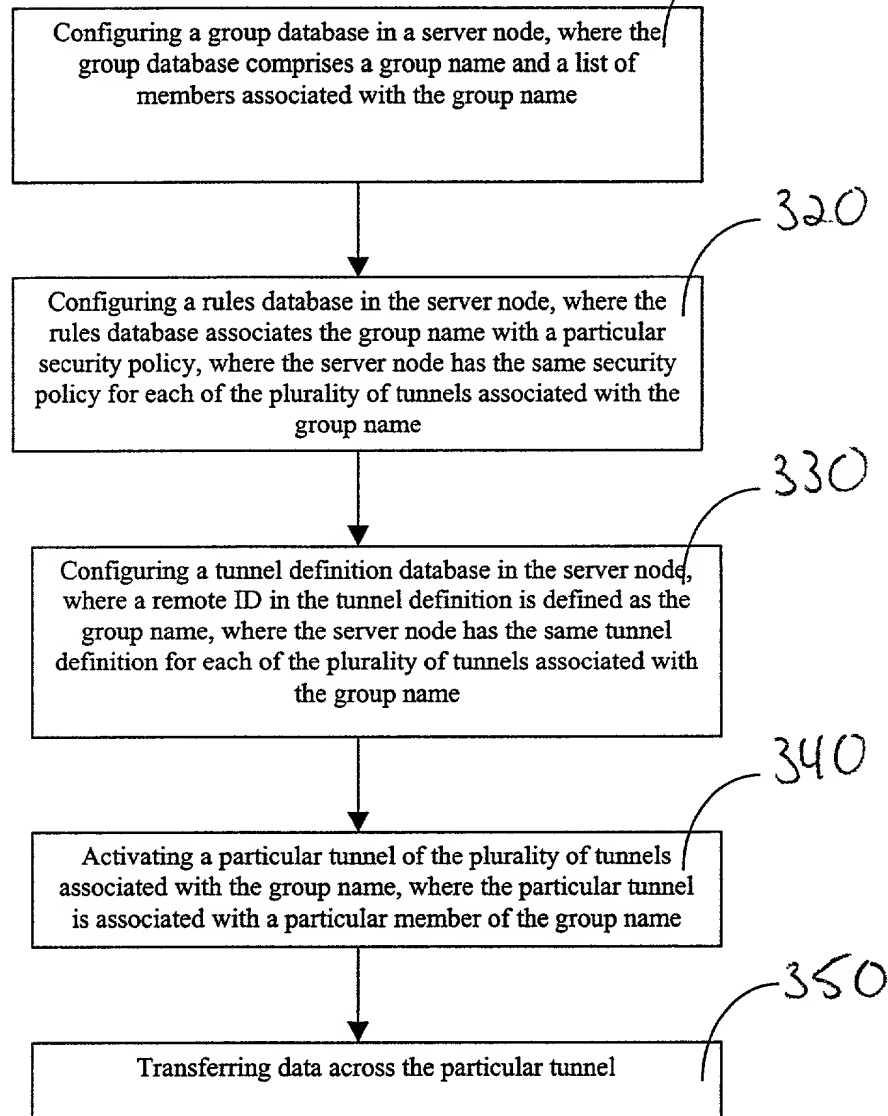 Configuring a group database in a server node, where the
group database comprises a group name and a list of
members associated with the group name
320
Configuring a rules database in the server node, where the
rules database associates the group name with a particular
security policy, where the server node has the same security
policy for each of the plurality of tunnels associated with the
group name
330
Configuring a tunnel definition database in the server node,
where a remote ID in the tunnel definition is defined as the
group name, where the server node has the same tunnel
definition for each of the plurality of tunnels associated with
the group name
340
Activating a particular tunnel of the plurality of tunnels
associated with the group name, where the particular tunnel
is associated with a particular member of the group name
350
Transferring data across the particular tunnel